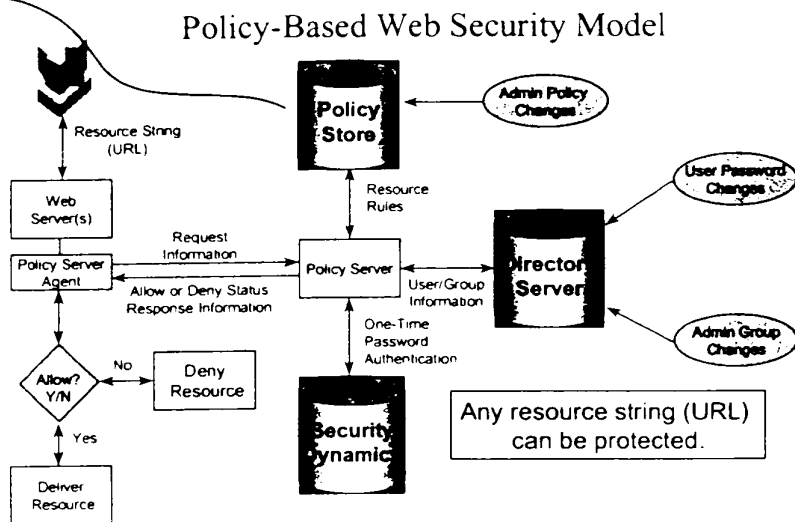 Policy-Based Web Security Model
Resource String
(URL)
Policy
Store
Admin Policy
Changes
Web
Server(s)
Resource
Rules
User Password
Changes
Request
Information
Policy Server
Agent
Policy Server
Director
Server
Allow or Deny Status
Response Information
User/Group
Information
One-Time
Password
Authentication
Admin Group
Changes
Allow?
Y/N
No
Deny
Resource
Yes
Security
Dynamic
Any resource string (URL)
can be protected.
Deliver
Resource